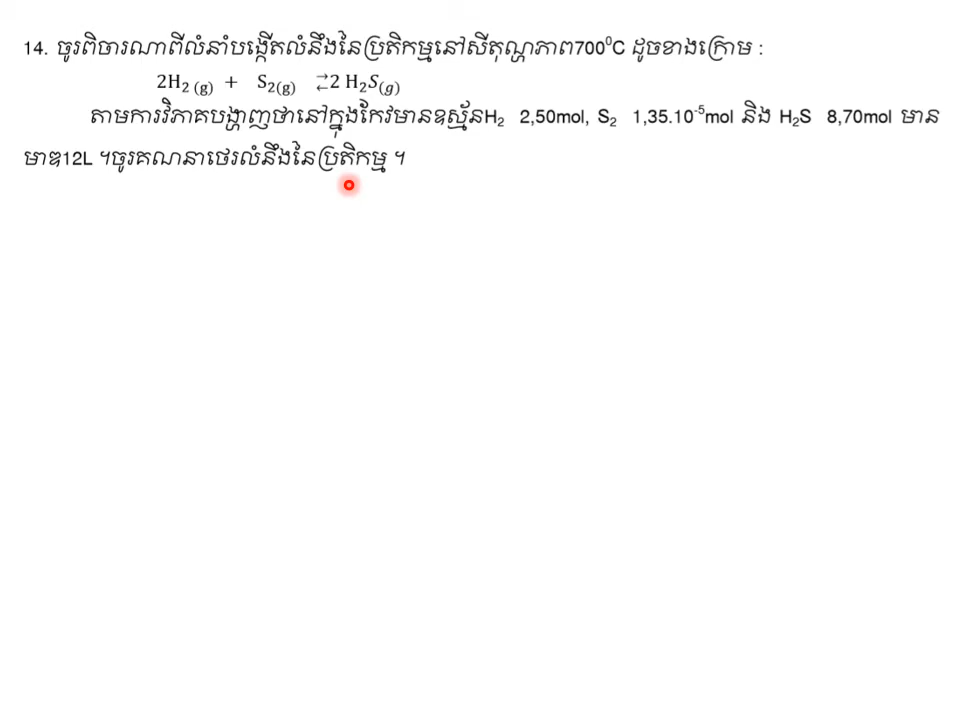 14. ចូរពិចារណាពីលំនាំបង្កើតលំនឹងនៃប្រតិកម្មនៅសីតុណ្ហភាព700⁰C ដូចខាងក្រោម :
2H₂ (g) + S₂(g) ⇄2 H₂S(g)
តាមការវិភាគបង្ហាញថានៅក្នុងកែវមានឧស្ម័នH₂ 2,50mol, S₂ 1,35.10⁻⁵mol និង H₂S 8,70mol មាន
មាឌ12L ។ចូរគណនាថេរលំនឹងនៃប្រតិកម្ម ។